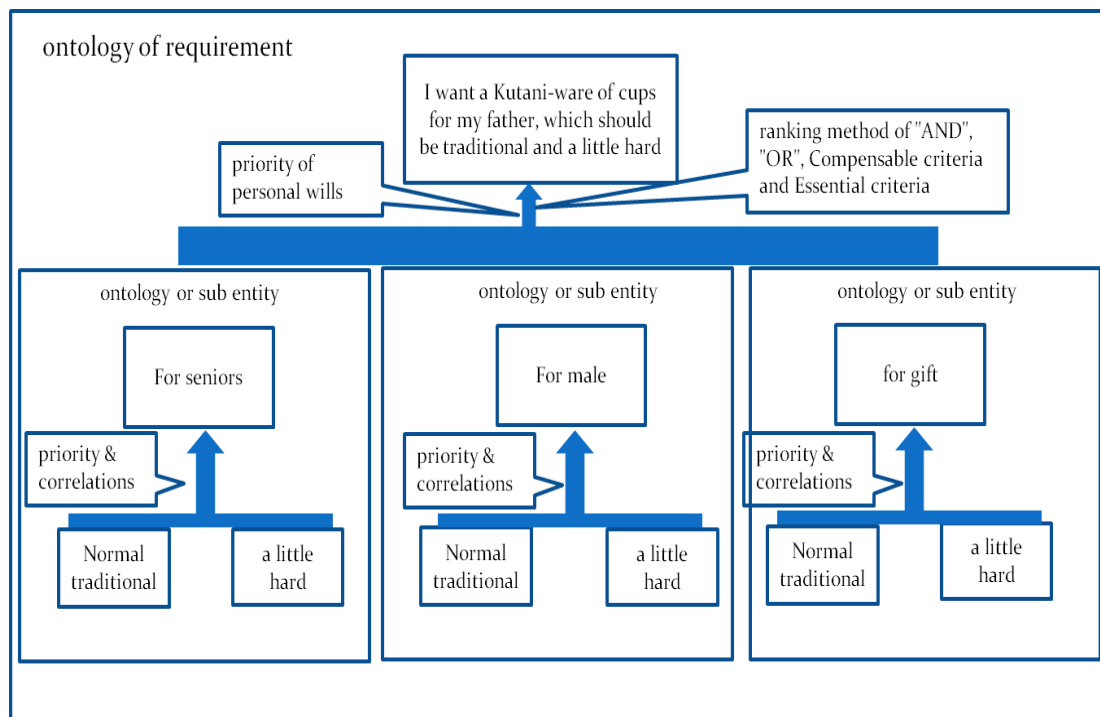 ontology of requirement
I want a Kutani-ware of cups
for my father, which should
be traditional and a little hard
priority of
personal wills
ranking method of "AND",
"OR", Compensable criteria
and Essential criteria
ontology or sub entity
For seniors
priority &
correlations
Normal
traditional
a little
hard
ontology or sub entity
For male
priority &
correlations
Normal
traditional
a little
hard
ontology or sub entity
for gift
priority &
correlations
Normal
traditional
a little
hard